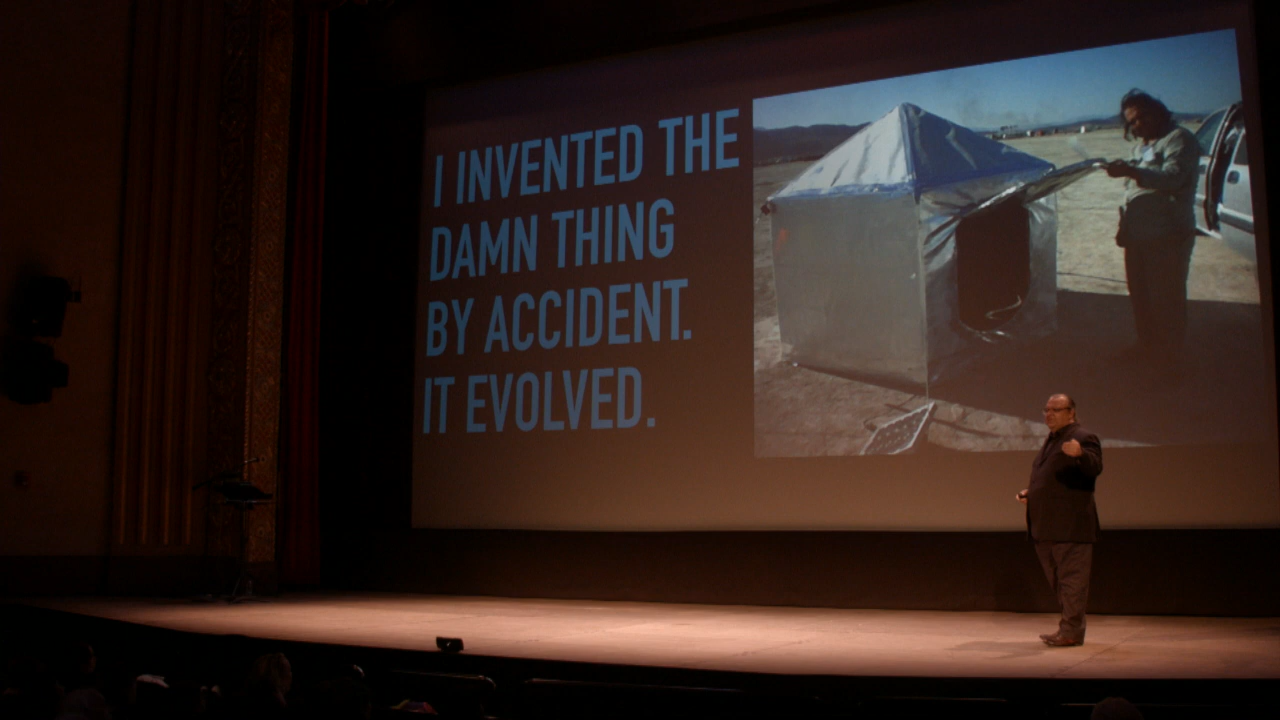 I INVENTED THE
DAMN THING
BY ACCIDENT.
IT EVOLVED.